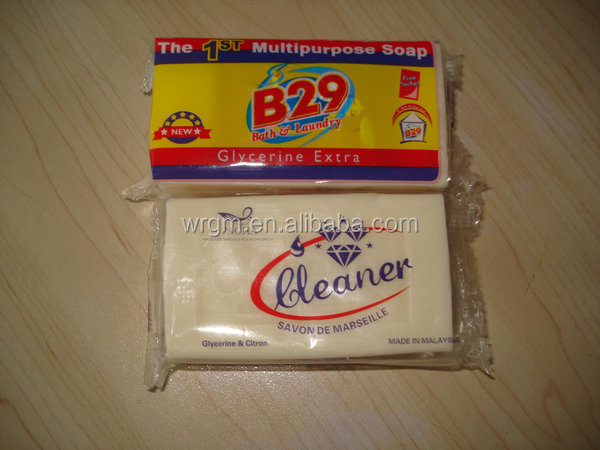 The 1ST Multipurpose Soap
B29
Bath & Laundry
NEW
B29
Glycerine Extra
wrgm.en.alibaba.com
Cleaner
SAVON DE MARSEILLE
Glycerine & Citron
MADE IN MALAYSIA